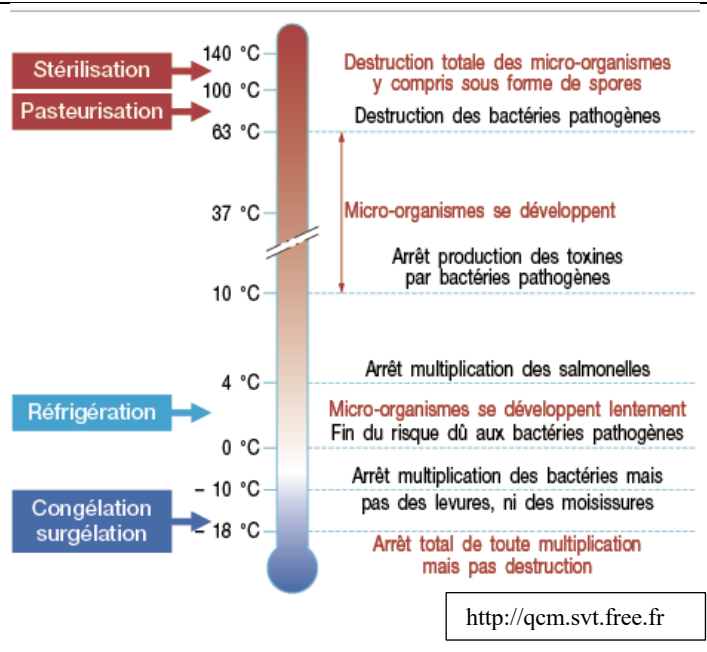 140 °C
Stérilisation
Destruction totale des micro-organismes
y compris sous forme de spores
100 °C
Pasteurisation
Destruction des bactéries pathogènes
63 °C
37 °C
Micro-organismes se développent
Arrêt production des toxines
par bactéries pathogènes
10 °C
Arrêt multiplication des salmonelles
4 °C
Réfrigération
Micro-organismes se développent lentement
Fin du risque dû aux bactéries pathogènes
0 °C
Arrêt multiplication des bactéries mais
pas des levures, ni des moisissures
– 10 °C
Congélation
surgélation
– 18 °C
Arrêt total de toute multiplication
mais pas destruction
http://qcm.svt.free.fr